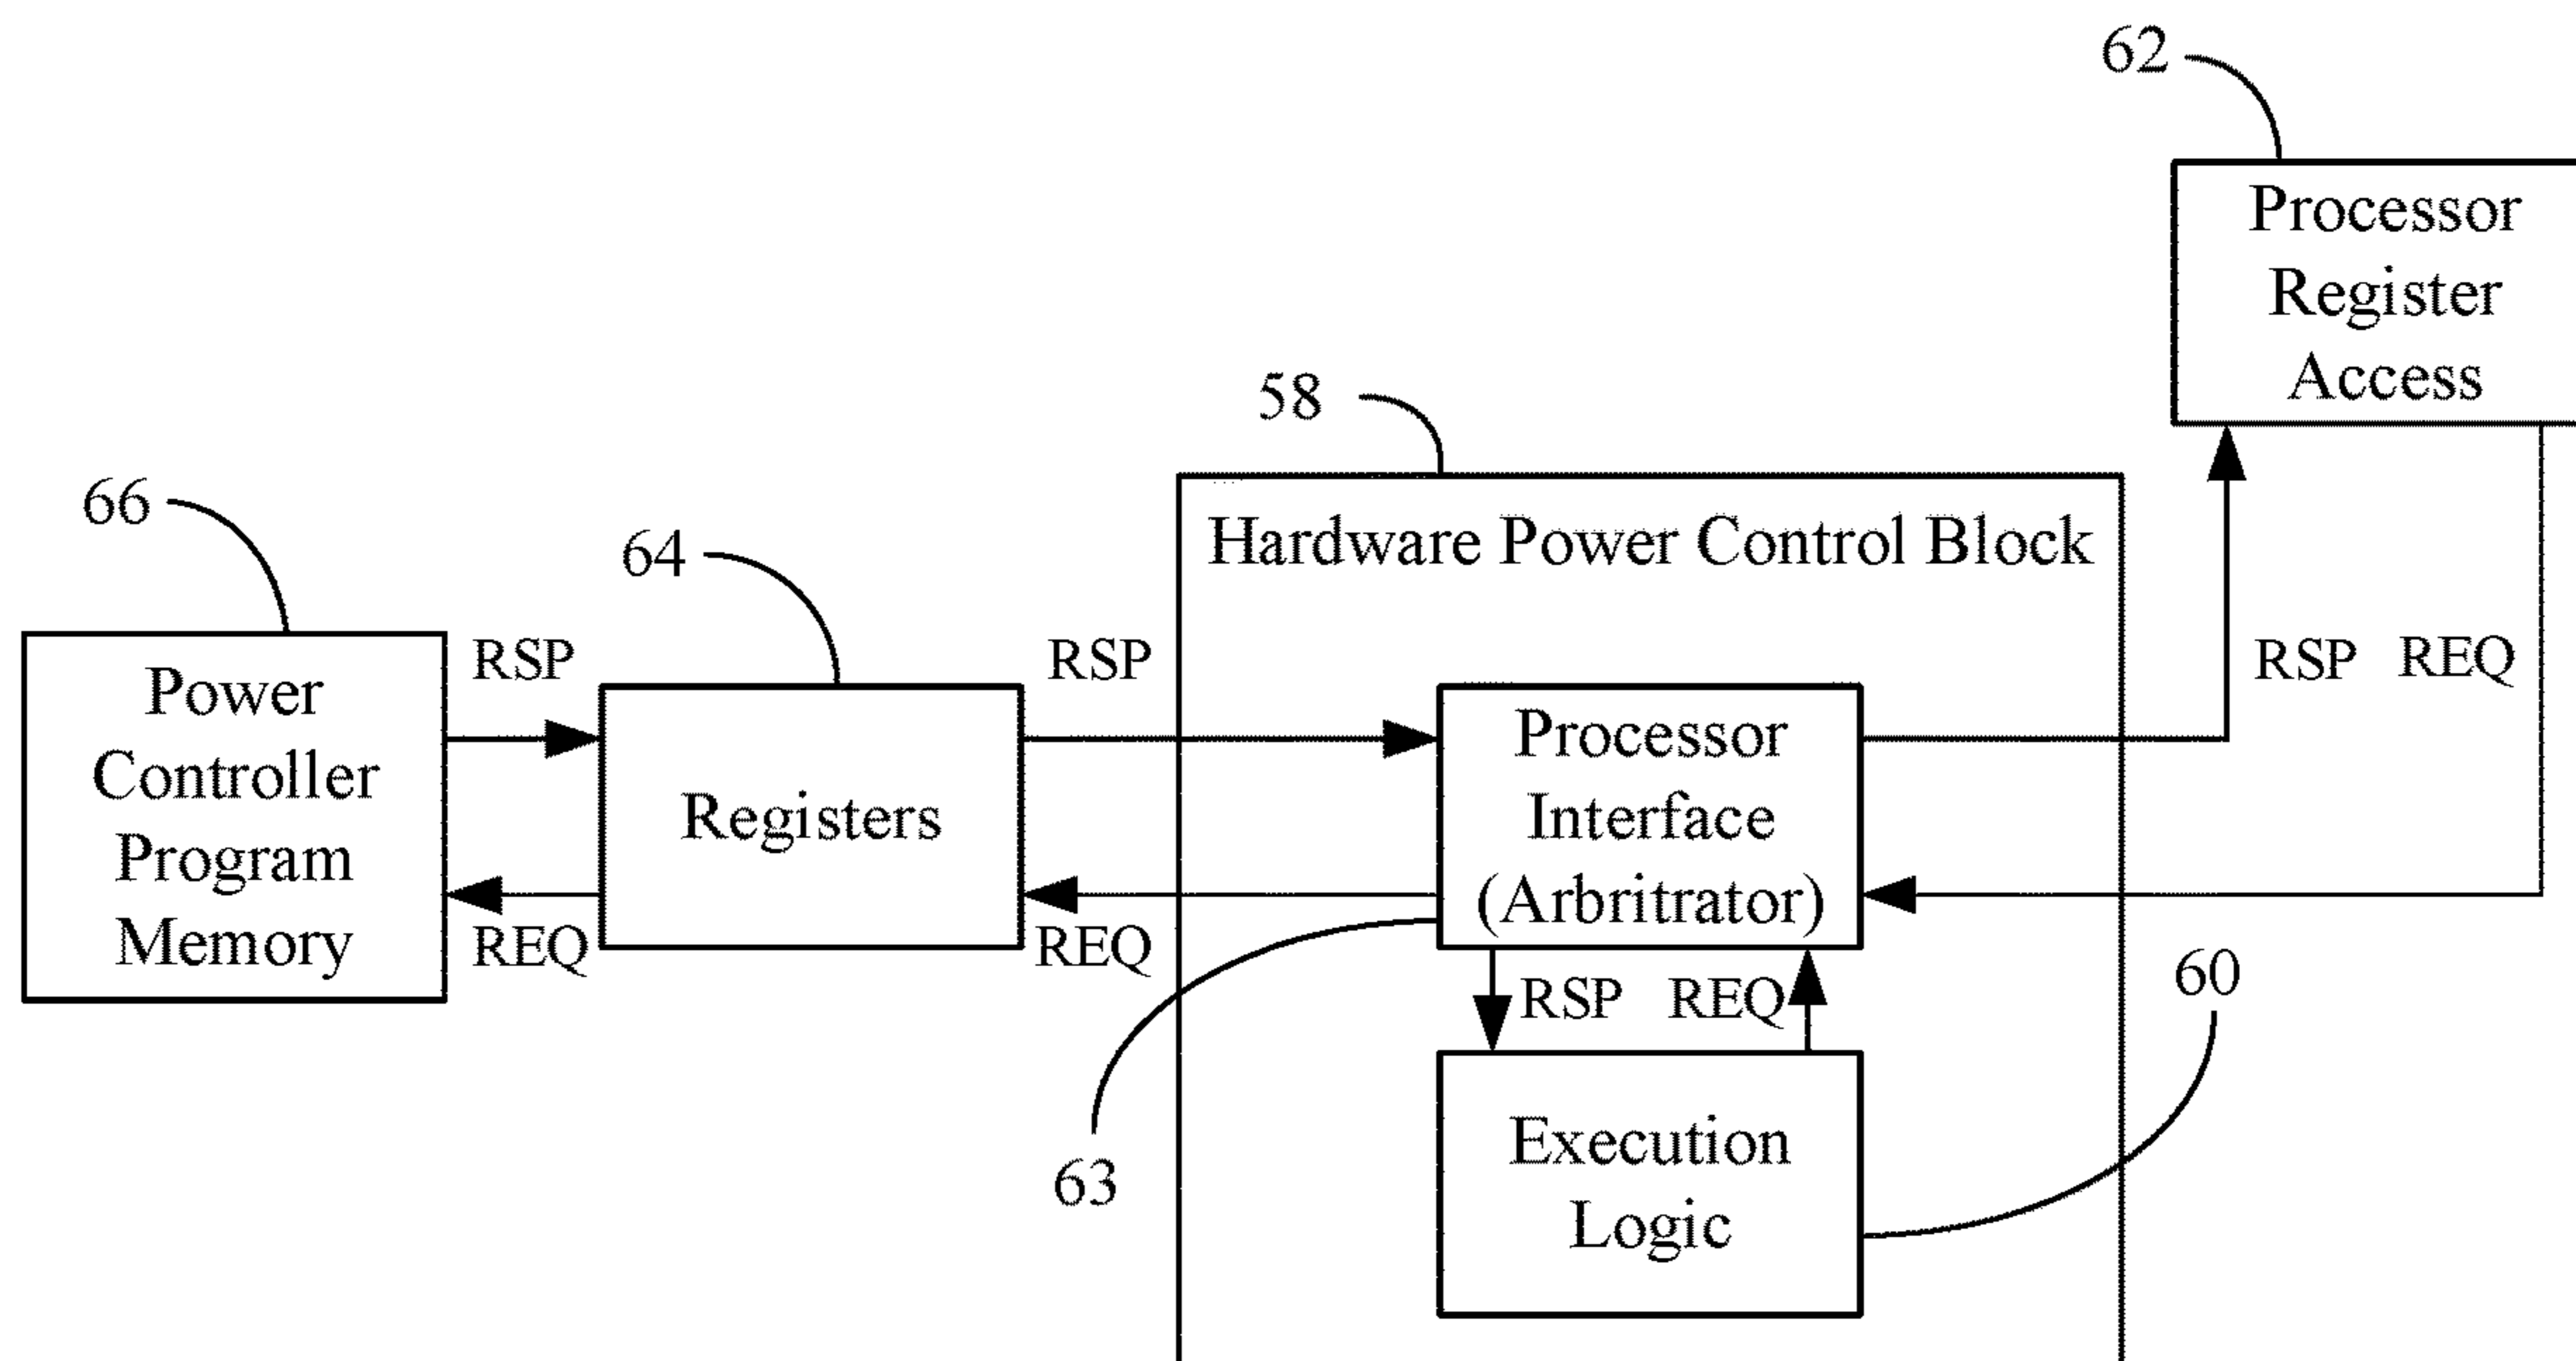 62
Processor
Register
Access
58
66
64
Hardware Power Control Block
RSP
RSP
RSP
REQ
Power
Controller
Program
Memory
Registers
Processor
Interface
(Arbritrator)
REQ
REQ
RSP
REQ
60
63
Execution
Logic